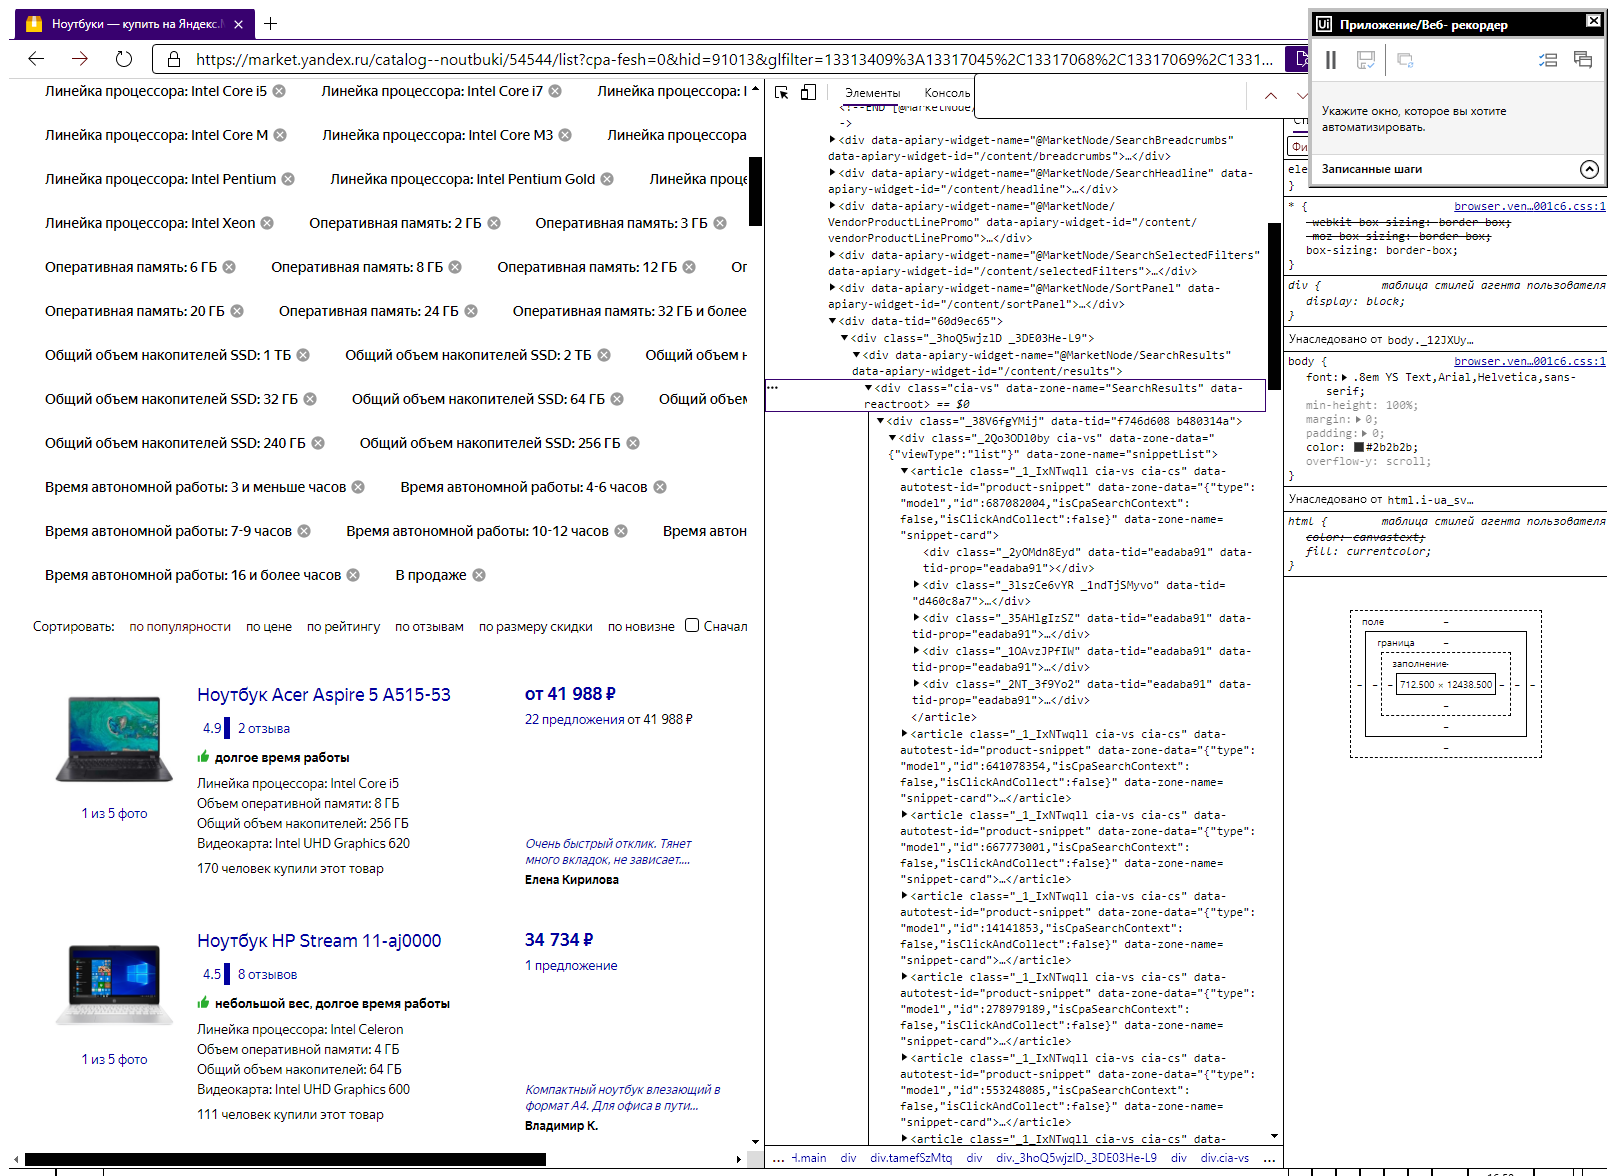 Ноутбуки — купить на Яндекс.М
https://market.yandex.ru/catalog--noutbuki/54544/list?cpa-fesh=0&hid=91013&glfilter=13313409%3A13317045%2C13317068%2C13317069%2C1331...
Линейка процессора: Intel Core i5 Линейка процессора: Intel Core i7 Линейка процессора: I
Линейка процессора: Intel Core M Линейка процессора: Intel Core M3 Линейка процессора
Линейка процессора: Intel Pentium Линейка процессора: Intel Pentium Gold Линейка проце
Линейка процессора: Intel Xeon Оперативная память: 2 ГБ Оперативная память: 3 ГБ
Оперативная память: 6 ГБ Оперативная память: 8 ГБ Оперативная память: 12 ГБ Оп
Оперативная память: 20 ГБ Оперативная память: 24 ГБ Оперативная память: 32 ГБ и более
Общий объем накопителей SSD: 1 ТБ Общий объем накопителей SSD: 2 ТБ Общий объем н
Общий объем накопителей SSD: 32 ГБ Общий объем накопителей SSD: 64 ГБ Общий объем
Общий объем накопителей SSD: 240 ГБ Общий объем накопителей SSD: 256 ГБ
Время автономной работы: 3 и меньше часов Время автономной работы: 4-6 часов
Время автономной работы: 7-9 часов Время автономной работы: 10-12 часов Время автон
Время автономной работы: 16 и более часов В продаже
Сортировать: по популярности по цене по рейтингу по отзывам по размеру скидки по новизне Сначал
Ноутбук Acer Aspire 5 A515-53
4.9 2 отзыва
долгое время работы
Линейка процессора: Intel Core i5
Объем оперативной памяти: 8 ГБ
Общий объем накопителей: 256 ГБ
Видеокарта: Intel UHD Graphics 620
170 человек купили этот товар
1 из 5 фото
от 41 988 ₽
22 предложения от 41 988 ₽
Очень быстрый отклик. Тянет
много вкладок, не зависает....
Елена Кирилова
Ноутбук HP Stream 11-aj0000
4.5 8 отзывов
небольшой вес, долгое время работы
Линейка процессора: Intel Celeron
Объем оперативной памяти: 4 ГБ
Общий объем накопителей: 64 ГБ
Видеокарта: Intel UHD Graphics 600
111 человек купили этот товар
1 из 5 фото
34 734 ₽
1 предложение
Компактный ноутбук влезающий в
формат А4. Для офиса в пути...
Владимир К.
Элементы Консоль
<!--END [@MarketNode/
-->
<div data-apiary-widget-name="@MarketNode/SearchBreadcrumbs"
data-apiary-widget-id="/content/breadcrumbs">…</div>
<div data-apiary-widget-name="@MarketNode/SearchHeadline" data-
apiary-widget-id="/content/headline">…</div>
<div data-apiary-widget-name="@MarketNode/
VendorProductLinePromo" data-apiary-widget-id="/content/
vendorProductLinePromo">…</div>
<div data-apiary-widget-name="@MarketNode/SearchSelectedFilters"
data-apiary-widget-id="/content/selectedFilters">…</div>
<div data-apiary-widget-name="@MarketNode/SortPanel" data-
apiary-widget-id="/content/sortPanel">…</div>
<div data-tid="60d9ec65">
<div class="_3hoQ5wjzlD _3DE03He-L9">
<div data-apiary-widget-name="@MarketNode/SearchResults"
data-apiary-widget-id="/content/results">
<div class="cia-vs" data-zone-name="SearchResults" data-
reactroot> == $0
<div class="_38V6fgYMij" data-tid="f746d608 b480314a">
<div class="_2Qo3ODl0by cia-vs" data-zone-data="
{"viewType":"list"}" data-zone-name="snippetList">
<article class="_1_IxNTwqll cia-vs cia-cs" data-
autotest-id="product-snippet" data-zone-data="{"type":
"model","id":687082004,"isCpaSearchContext":
false,"isClickAndCollect":false}" data-zone-name=
"snippet-card">
<div class="_2yOMdn8Eyd" data-tid="eadaba91" data-
tid-prop="eadaba91"></div>
<div class="_3lszCe6vYR _1ndTjSMyvo" data-tid=
"d460c8a7">…</div>
<div class="_35AHlgIzSZ" data-tid="eadaba91" data-
tid-prop="eadaba91">…</div>
<div class="_1OAvzJPfIW" data-tid="eadaba91" data-
tid-prop="eadaba91">…</div>
<div class="_2NT_3f9Yo2" data-tid="eadaba91" data-
tid-prop="eadaba91">…</div>
</article>
<article class="_1_IxNTwqll cia-vs cia-cs" data-
autotest-id="product-snippet" data-zone-data="{"type":
"model","id":641078354,"isCpaSearchContext":
false,"isClickAndCollect":false}" data-zone-name=
"snippet-card">…</article>
<article class="_1_IxNTwqll cia-vs cia-cs" data-
autotest-id="product-snippet" data-zone-data="{"type":
"model","id":667773001,"isCpaSearchContext":
false,"isClickAndCollect":false}" data-zone-name=
"snippet-card">…</article>
<article class="_1_IxNTwqll cia-vs cia-cs" data-
autotest-id="product-snippet" data-zone-data="{"type":
"model","id":14141853,"isCpaSearchContext":
false,"isClickAndCollect":false}" data-zone-name=
"snippet-card">…</article>
<article class="_1_IxNTwqll cia-vs cia-cs" data-
autotest-id="product-snippet" data-zone-data="{"type":
"model","id":278979189,"isCpaSearchContext":
false,"isClickAndCollect":false}" data-zone-name=
"snippet-card">…</article>
<article class="_1_IxNTwqll cia-vs cia-cs" data-
autotest-id="product-snippet" data-zone-data="{"type":
"model","id":553248085,"isCpaSearchContext":
false,"isClickAndCollect":false}" data-zone-name=
"snippet-card">…</article>
<article class="_1_IxNTwqll cia-vs cia-cs" data-
... H.main div div.tamefSzMtq div div._3hoQ5wjzlD._3DE03He-L9 div div.cia-vs ...
Ui Приложение/Веб- рекордер
Укажите окно, которое вы хотите
автоматизировать.
Записанные шаги
Фи
ele
}
* { browser.ven…001c6.css:1
-webkit-box-sizing: border-box;
-moz-box-sizing: border-box;
box-sizing: border-box;
}
div { таблица стилей агента пользователя
display: block;
}
Унаследовано от body._12JXUy…
body { browser.ven…001c6.css:1
font: .8em YS Text,Arial,Helvetica,sans-
serif;
min-height: 100%;
margin: 0;
padding: 0;
color: #2b2b2b;
overflow-y: scroll;
}
Унаследовано от html.i-ua_sv…
html { таблица стилей агента пользователя
color: canvastext;
fill: currentcolor;
}
поле –
граница –
заполнение-
– – – 712.500 × 12438.500 – – –
–
–
–